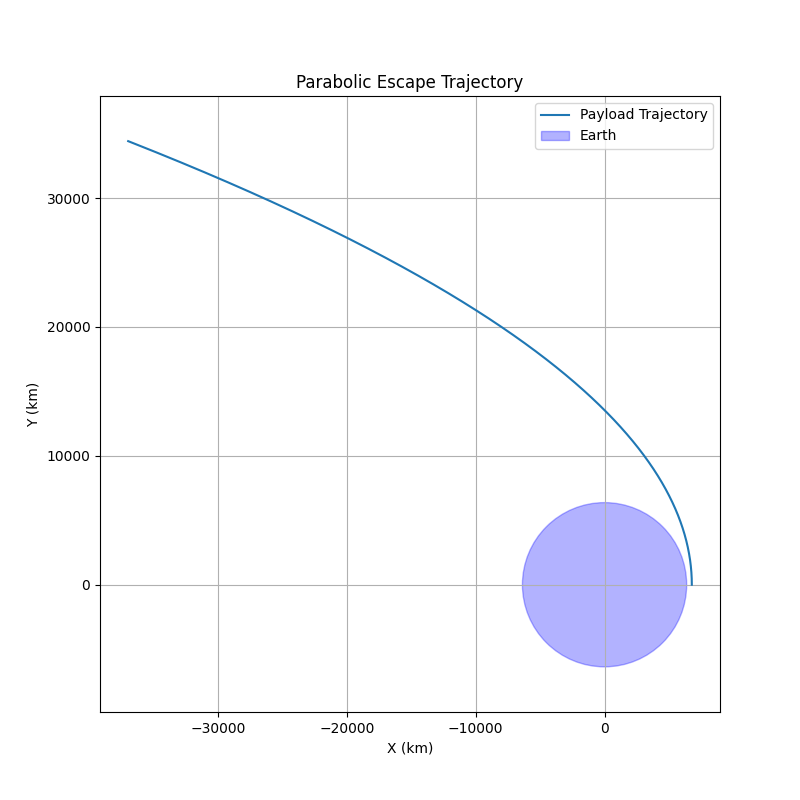 Parabolic Escape Trajectory
Payload Trajectory
Earth
30000
20000
10000
0
Y (km)
−30000
−20000
−10000
0
X (km)